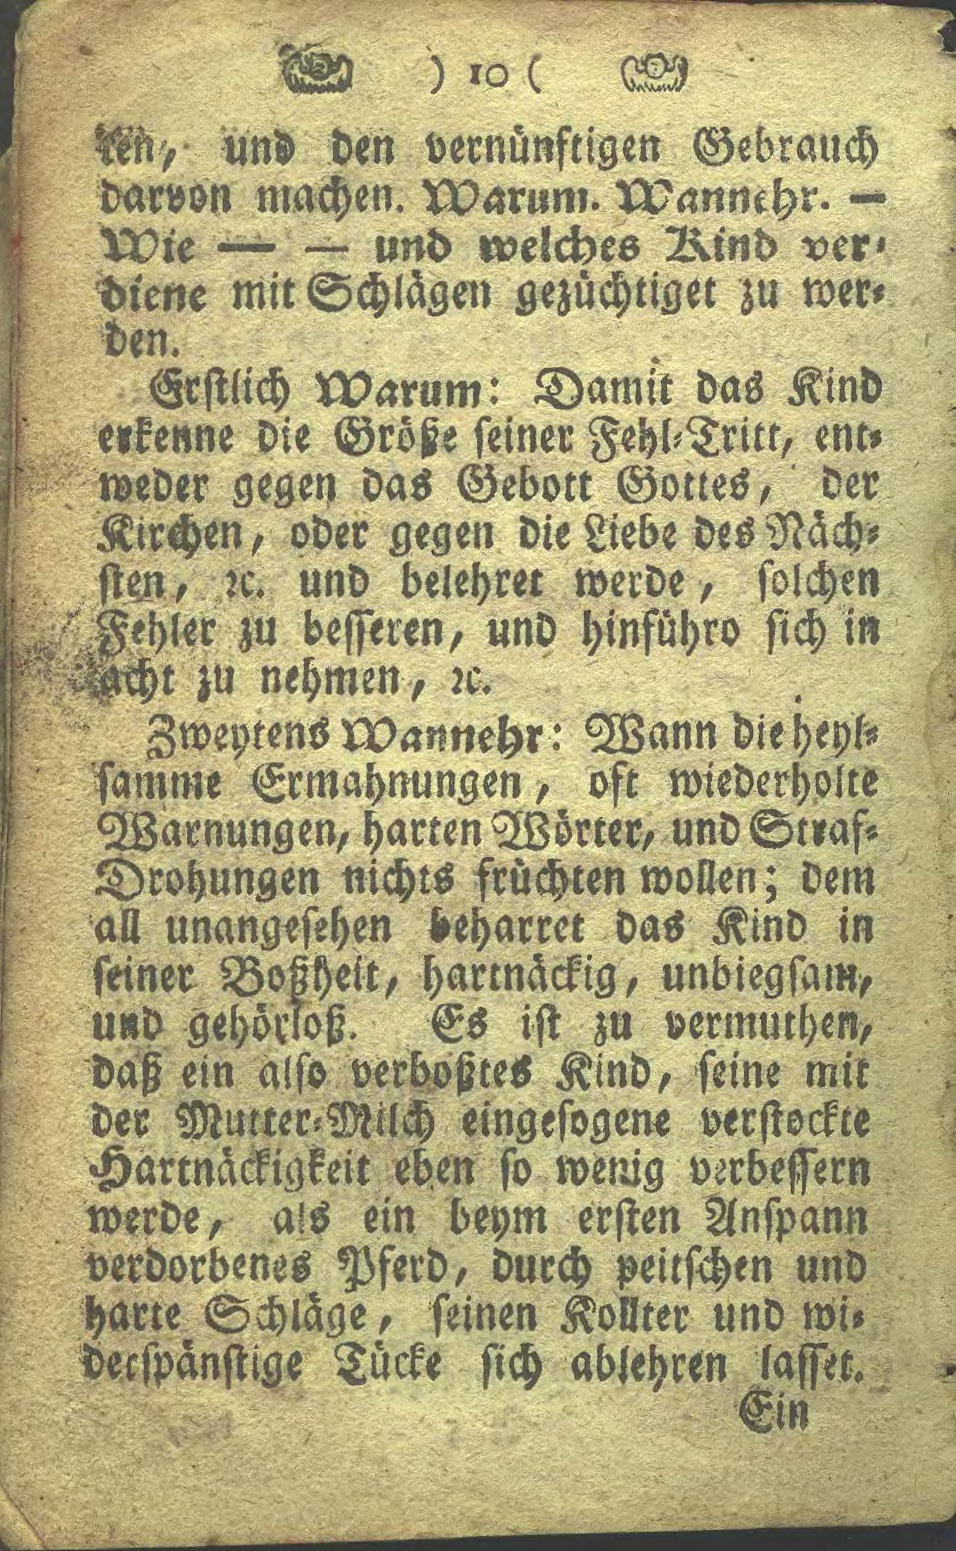 ) 10 (
len, und den vernünftigen Gebrauch
darvon machen. Warum. Wannehr. —
Wie — — und welches Kind ver⸗
diene mit Schlägen gezüchtiget zu wer⸗
den.
Erstlich Warum: Damit das Kind
erkenne die Größe seiner Fehl⸗Tritt, ent⸗
weder gegen das Gebott Gottes, der
Kirchen, oder gegen die Liebe des Näch⸗
sten, ꝛc. und belehret werde, solchen
Fehler zu besseren, und hinführo sich in
acht zu nehmen, ꝛc.
Zweytens Wannehr: Wann die heyl⸗
samme Ermahnungen, oft wiederholte
Warnungen, harten Wörter, und Straf⸗
Drohungen nichts früchten wollen; dem
all unangesehen beharret das Kind in
seiner Boßheit, hartnäckig, unbiegsam,
und gehörloß. Es ist zu vermuthen,
daß ein also verboßtes Kind, seine mit
der Mutter⸗Milch eingesogene verstockte
Hartnäckigkeit eben so wenig verbessern
werde, als ein beym ersten Anspann
verdorbenes Pferd, durch peitschen und
harte Schläge, seinen Kollter und wi⸗
derspänstige Tücke sich ablehren lasset.
Ein